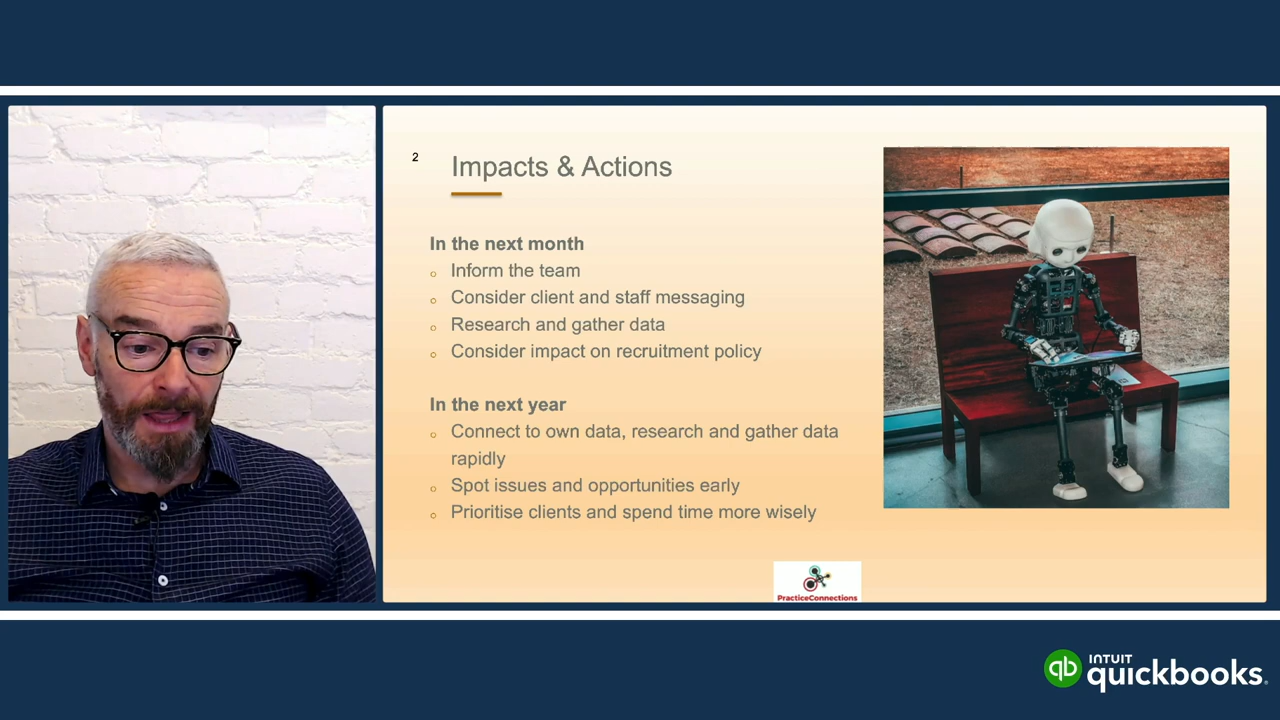 2
Impacts & Actions
In the next month
Inform the team
Consider client and staff messaging
Research and gather data
Consider impact on recruitment policy
In the next year
Connect to own data, research and gather data
rapidly
Spot issues and opportunities early
Prioritise clients and spend time more wisely
PracticeConnections
qb
INTUIT
quickbooks.